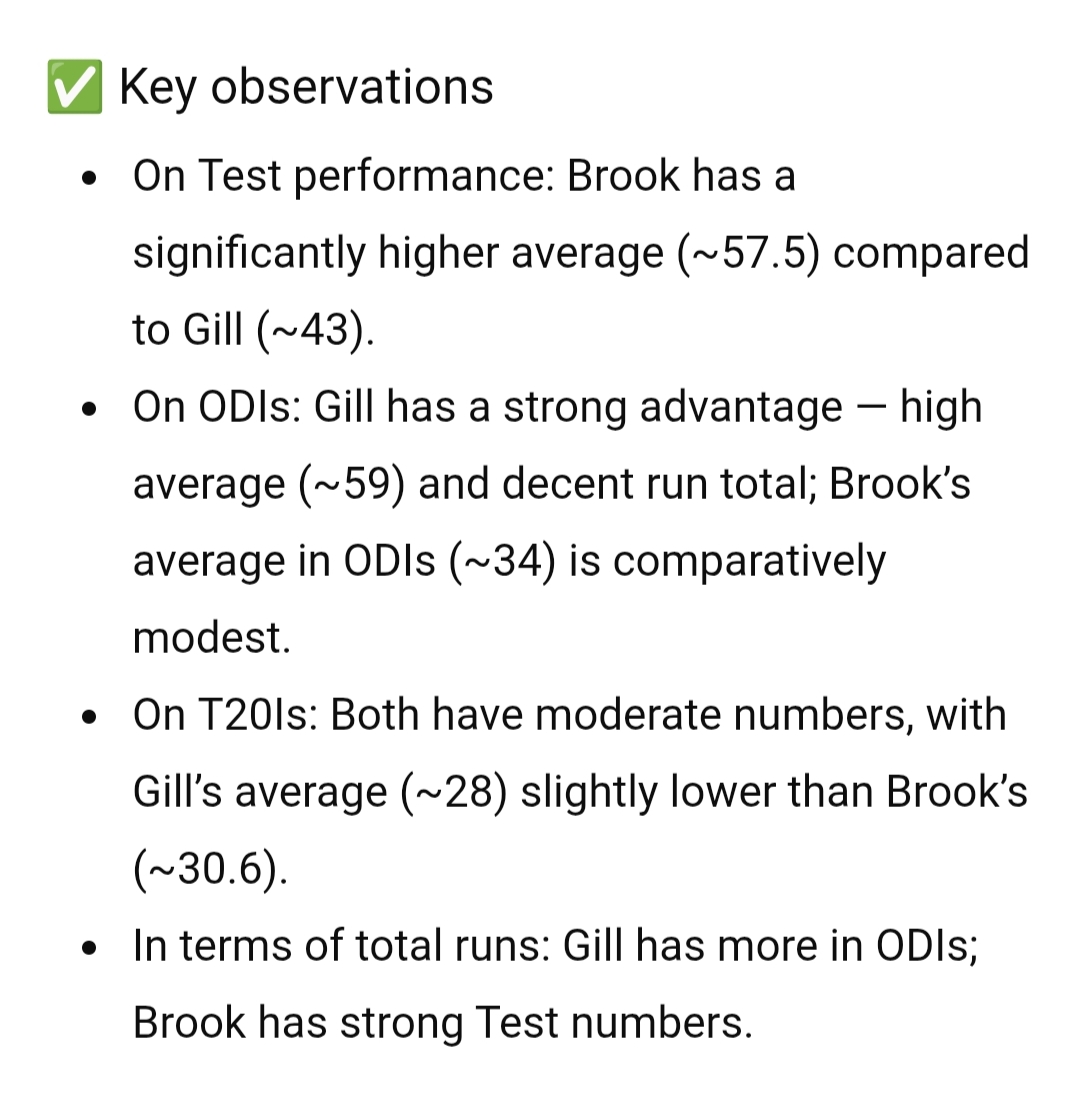 ✅ Key observations
• On Test performance: Brook has a
significantly higher average (~57.5) compared
to Gill (~43).
• On ODIs: Gill has a strong advantage — high
average (~59) and decent run total; Brook’s
average in ODIs (~34) is comparatively
modest.
• On T20Is: Both have moderate numbers, with
Gill’s average (~28) slightly lower than Brook’s
(~30.6).
• In terms of total runs: Gill has more in ODIs;
Brook has strong Test numbers.